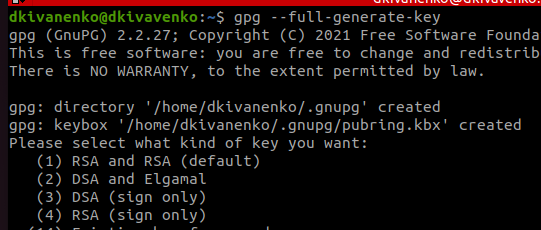 dkivanenko@dkivavenko:~
dkivanenko@dkivavenko:~$ gpg --full-generate-key
gpg (GnuPG) 2.2.27; Copyright (C) 2021 Free Software Founda
This is free software: you are free to change and redistrib
There is NO WARRANTY, to the extent permitted by law.
gpg: directory '/home/dkivanenko/.gnupg' created
gpg: keybox '/home/dkivanenko/.gnupg/pubring.kbx' created
Please select what kind of key you want:
(1) RSA and RSA (default)
(2) DSA and Elgamal
(3) DSA (sign only)
(4) RSA (sign only)